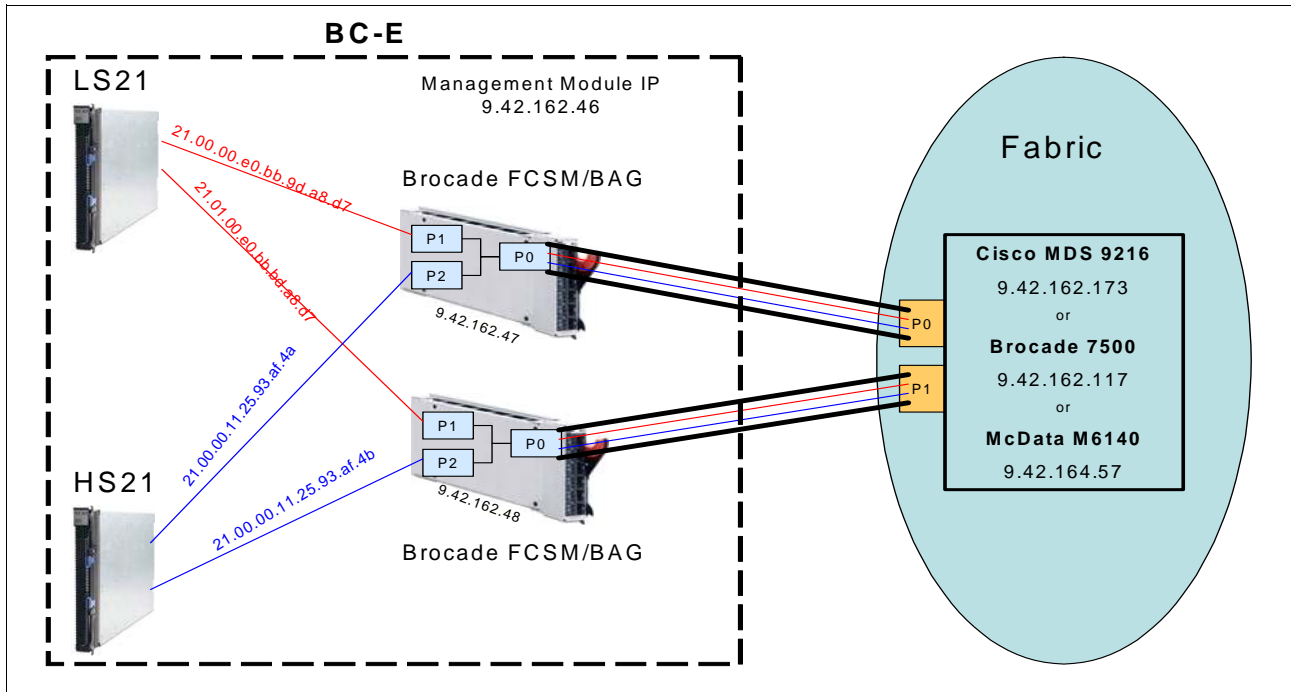 BC-E
LS21
Management Module IP
9.42.162.46
21.00.00.e0.bb.9d.a8.d7
Brocade FCSM/BAG
P1
P0
P2
9.42.162.47
21.01.00.e0.bb.bd.a8.d7
21.00.00.11.25.93.af.4a
P1
P0
P2
9.42.162.48
21.00.00.11.25.93.af.4b
HS21
Brocade FCSM/BAG
Fabric
P0
P1
Cisco MDS 9216
9.42.162.173
or
Brocade 7500
9.42.162.117
or
McData M6140
9.42.164.57